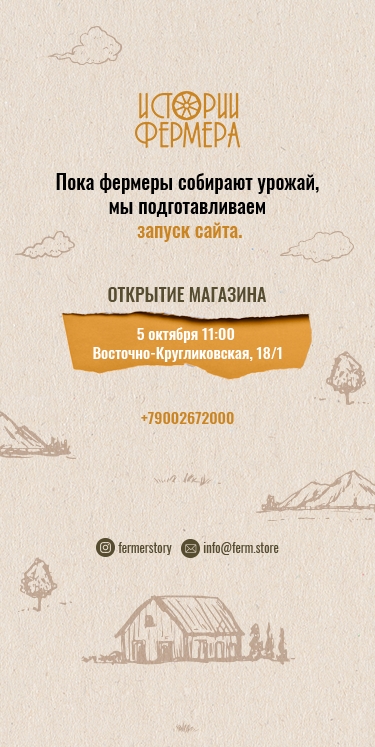 ИСТОРИИ
ФЕРМЕРА
Пока фермеры собирают урожай,
мы подготавливаем
запуск сайта.
ОТКРЫТИЕ МАГАЗИНА
5 октября 11:00
Восточно-Кругликовская, 18/1
+79002672000
fermerstory info@ferm.store